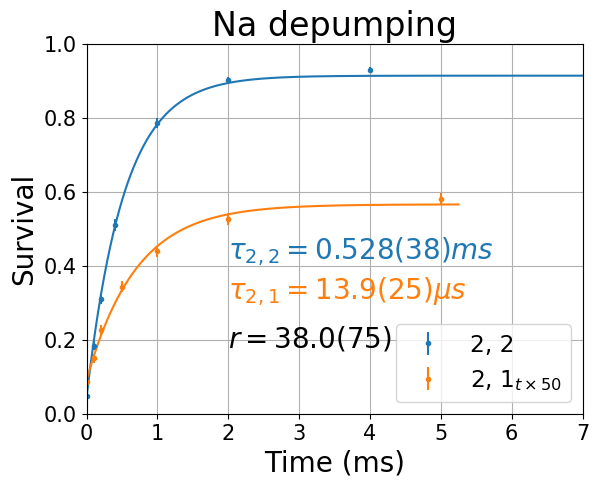 Na depumping
1.0
0.8
0.6
0.4
0.2
0.0
Survival
τ2, 2 = 0.528(38)ms
τ2, 1 = 13.9(25)μs
r = 38.0(75)
2, 2
2, 1t×50
0 1 2 3 4 5 6 7
Time (ms)